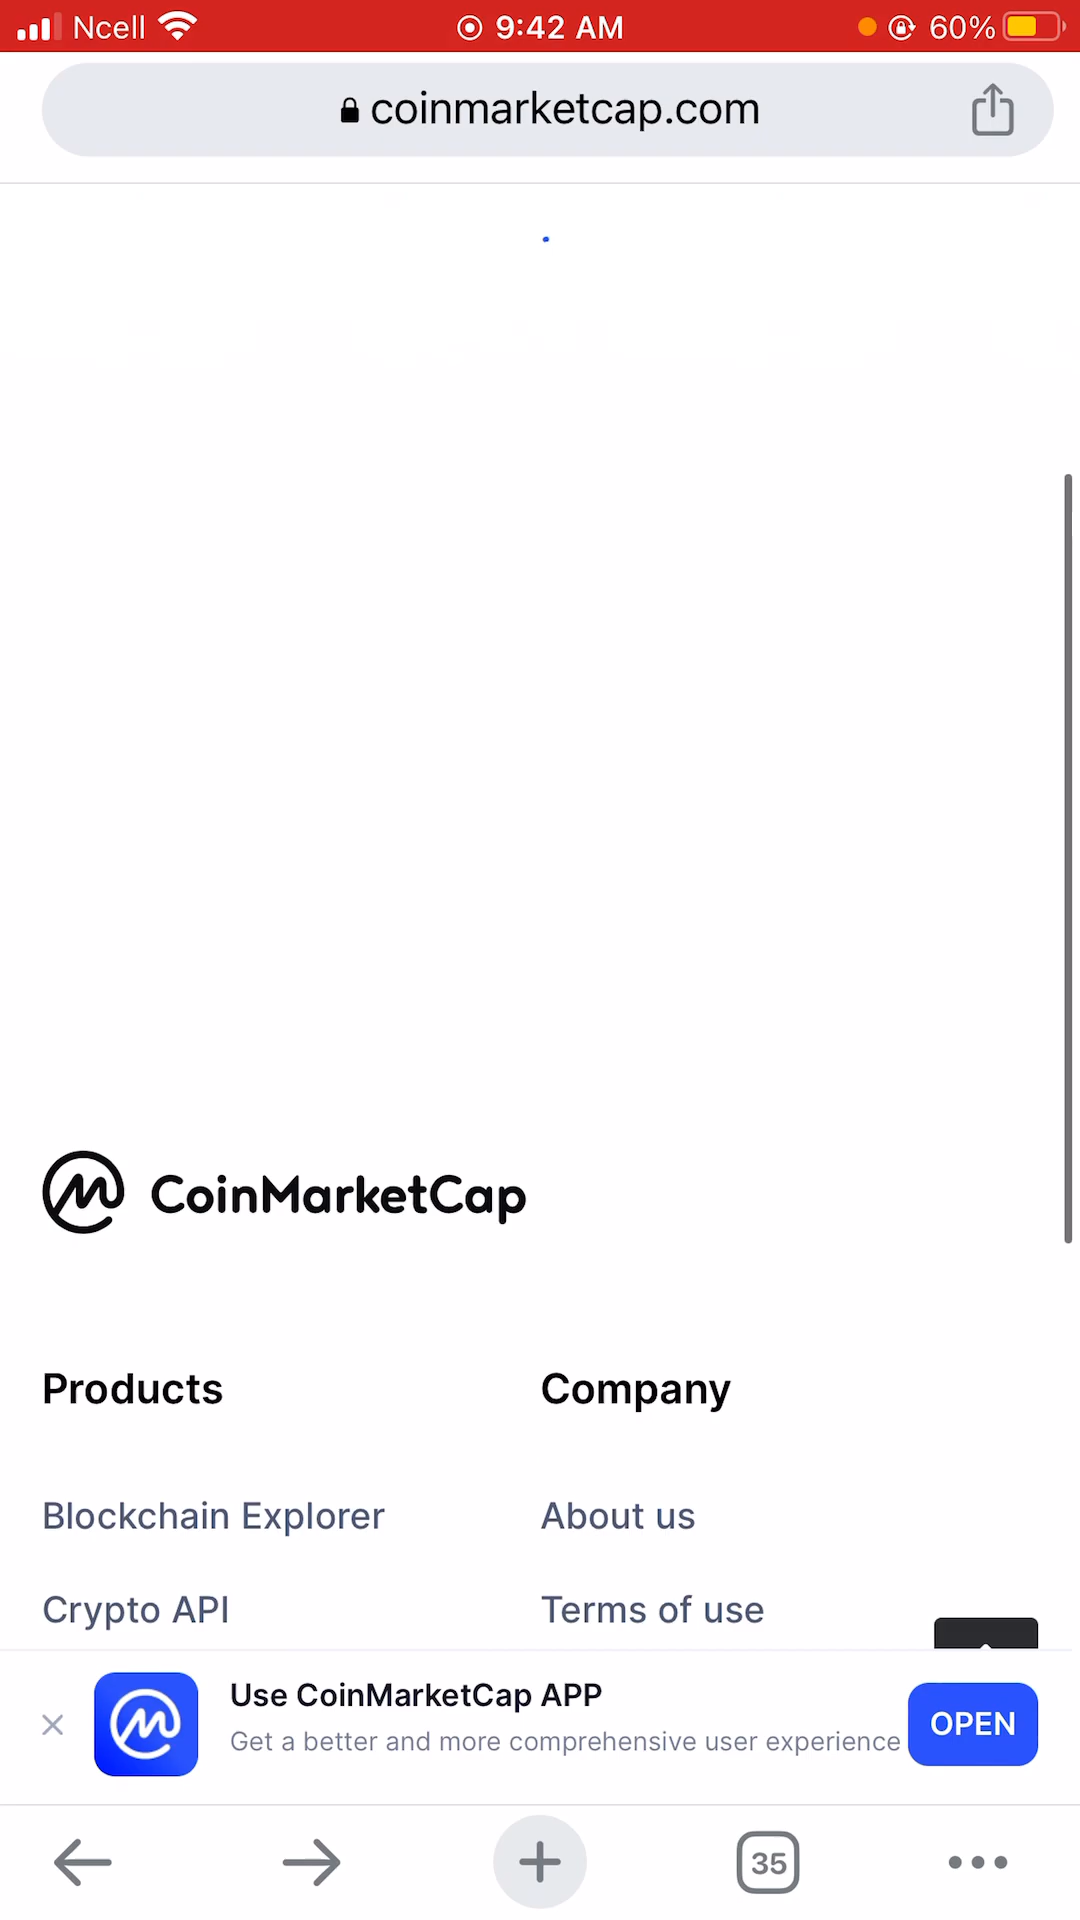 Ncell 9:42 AM 60%
coinmarketcap.com
CoinMarketCap
Products Company
Blockchain Explorer About us
Crypto API Terms of use
Use CoinMarketCap APP
Get a better and more comprehensive user experience
OPEN
35